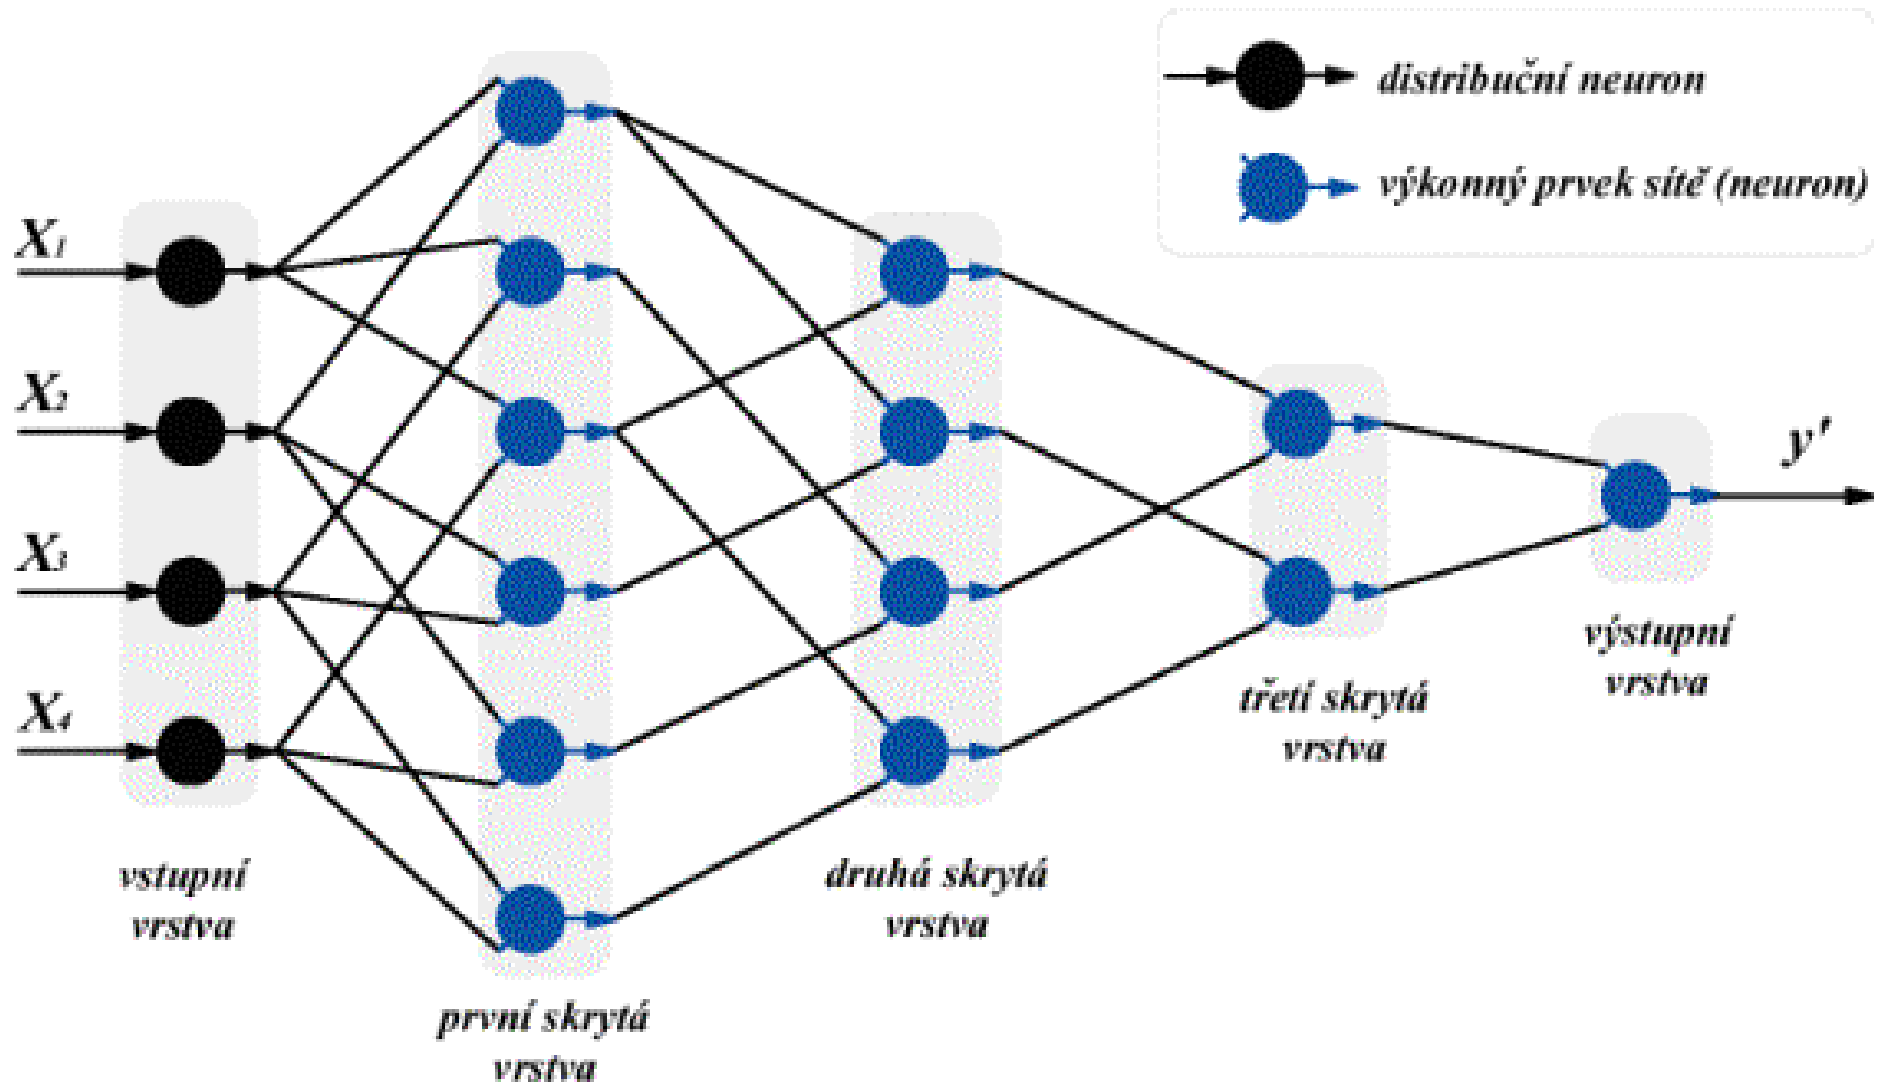 distribuční neuron
výkonný prvek sítě (neuron)
X1
X2
X3
X4
y'
vstupní
vrstva
první skrytá
vrstva
druhá skrytá
vrstva
třetí skrytá
vrstva
výstupní
vrstva